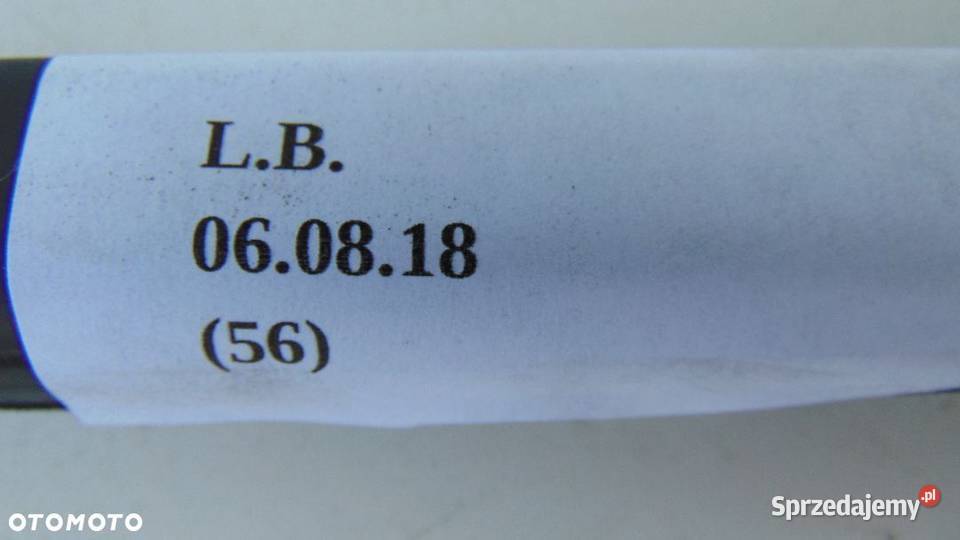 L.B.
06.08.18
(56)
OTOMOTO
Sprzedajemy.pl